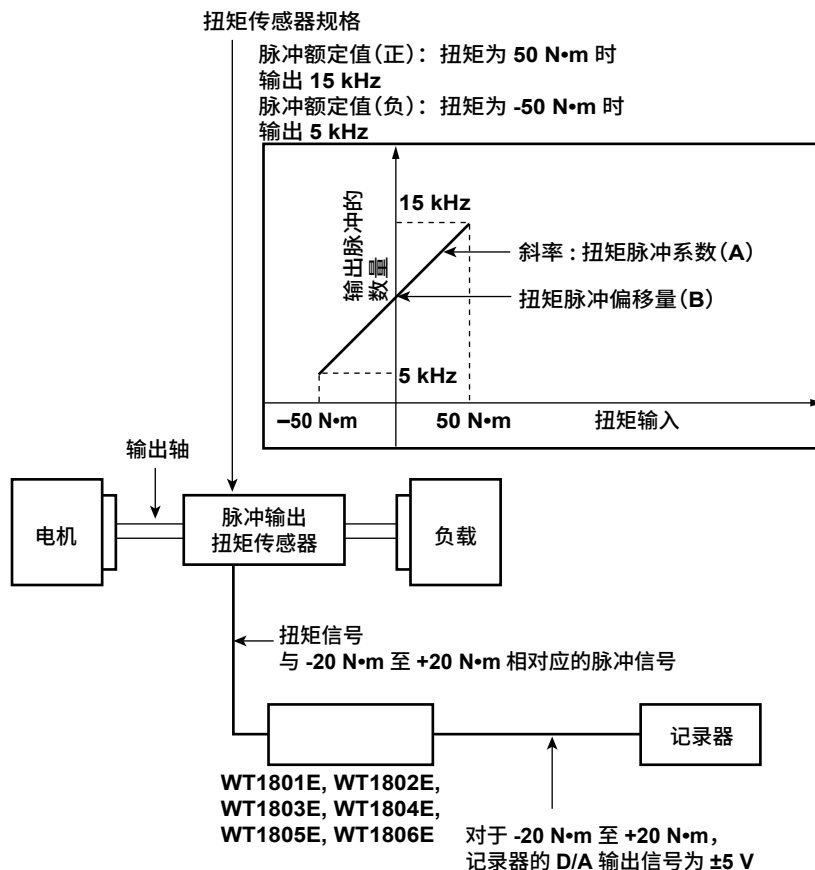 扭矩传感器规格
脉冲额定值(正)：扭矩为 50 N•m 时
输出 15 kHz
脉冲额定值(负)：扭矩为 -50 N•m 时
输出 5 kHz
输出脉冲的
数量
15 kHz
斜率 : 扭矩脉冲系数(A)
扭矩脉冲偏移量(B)
5 kHz
–50 N•m
50 N•m
扭矩输入
输出轴
电机
脉冲输出
扭矩传感器
负载
扭矩信号
与 -20 N•m 至 +20 N•m 相对应的脉冲信号
记录器
WT1801E, WT1802E,
WT1803E, WT1804E,
WT1805E, WT1806E
对于 -20 N•m 至 +20 N•m，
记录器的 D/A 输出信号为 ±5 V